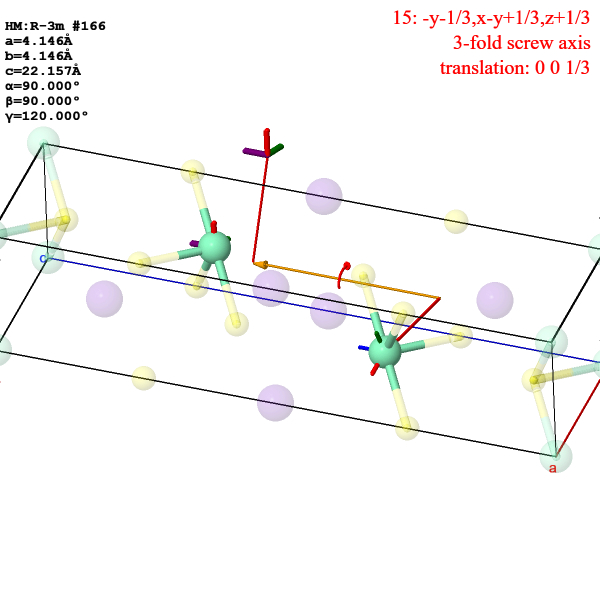 HM:R-3m #166
a=4.146Å
b=4.146Å
c=22.157Å
α=90.000°
β=90.000°
γ=120.000°
15: -y-1/3,x-y+1/3,z+1/3
3-fold screw axis
translation: 0 0 1/3
c
a